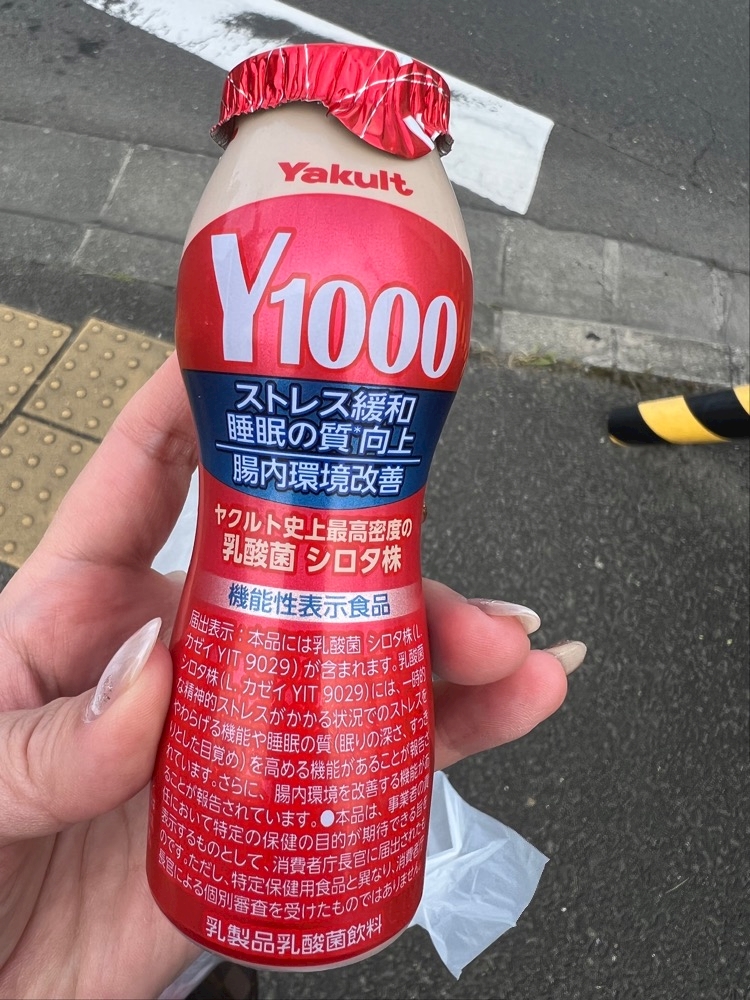 Yakult
Y1000
ストレス緩和
睡眠の質*向上
腸内環境改善
ヤクルト史上最高密度の
乳酸菌 シロタ株
機能性表示食品
届出表示:本品には乳酸菌 シロタ株(L.
カゼイ YIT 9029)が含まれます。乳酸菌
シロタ株(L. カゼイ YIT 9029)には、一時的
な精神的ストレスがかかる状況でのストレスを
やわらげる機能や睡眠の質(眠りの深さ、すっき
りとした目覚め)を高める機能があることが報告さ
れています。さらに、腸内環境を改善する機能があ
ることが報告されています。●本品は、事業者の責
任において特定の保健の目的が期待できる旨を
表示するものとして、消費者庁長官に届出されたも
のです。ただし、特定保健用食品と異なり、消費者庁
長官による個別審査を受けたものではありません。
乳製品乳酸菌飲料